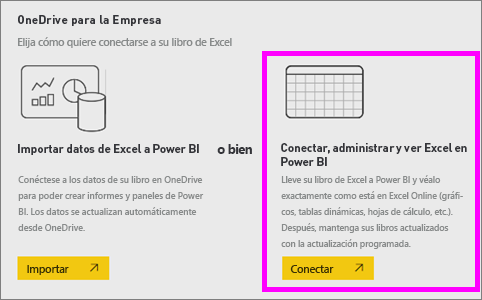 OneDrive para la Empresa
Elija cómo quiere conectarse a su libro de Excel
Importar datos de Excel a Power BI
o bien
Conéctese a los datos de su libro en OneDrive
para poder crear informes y paneles de Power
BI. Los datos se actualizan automáticamente
desde OneDrive.
Importar
Conectar, administrar y ver Excel en
Power BI
Lleve su libro de Excel a Power BI y véalo
exactamente como está en Excel Online (gráfi-
cos, tablas dinámicas, hojas de cálculo, etc.).
Después, mantenga sus libros actualizados
con la actualización programada.
Conectar